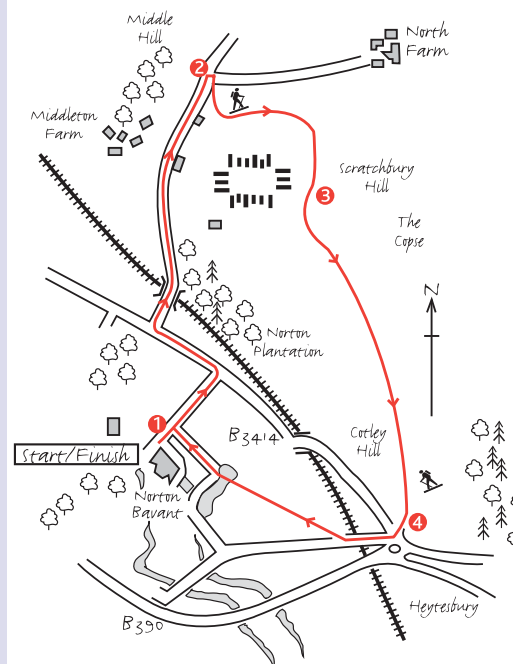 Middle
Hill
North
Farm
2
Middleton
Farm
Scratchbury
Hill
3
The
Copse
N
Norton
Plantation
1
B3414
Cotley
Hill
Start/Finish
Norton
Bavant
4
Heytesbury
B390